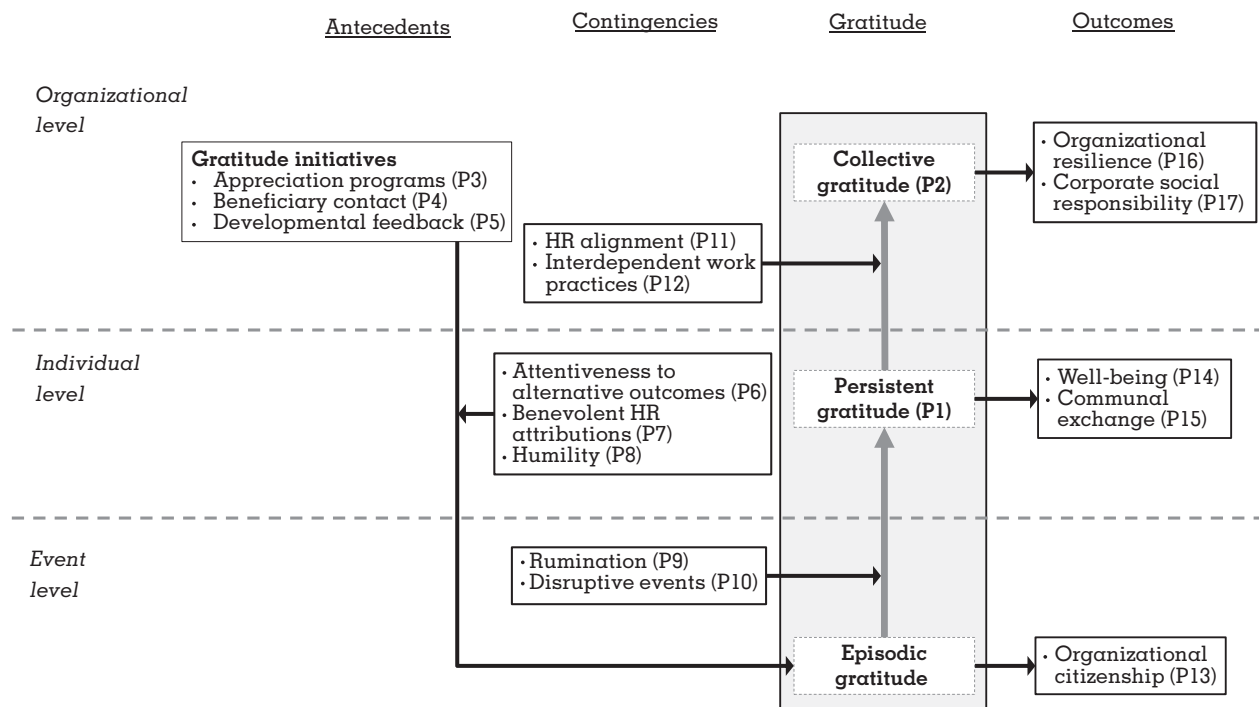 Antecedents
Contingencies
Gratitude
Outcomes
Organizational
level
Gratitude initiatives
· Appreciation programs (P3)
· Beneficiary contact (P4)
· Developmental feedback (P5)
· HR alignment (P11)
· Interdependent work
practices (P12)
Collective
gratitude (P2)
· Organizational
resilience (P16)
· Corporate social
responsibility (P17)
Individual
level
· Attentiveness to
alternative outcomes (P6)
· Benevolent HR
attributions (P7)
· Humility (P8)
Persistent
gratitude (P1)
· Well-being (P14)
· Communal
exchange (P15)
Event
level
· Rumination (P9)
· Disruptive events (P10)
Episodic
gratitude
· Organizational
citizenship (P13)